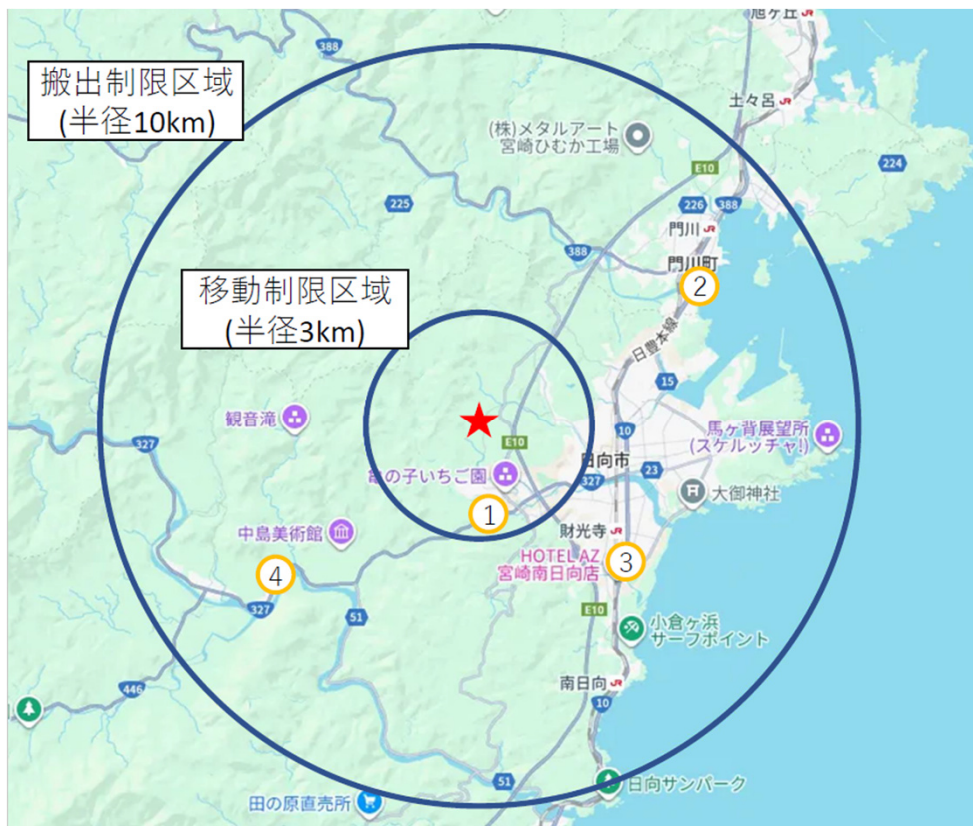 旭ヶ丘
388
搬出制限区域
(半径10km)
土々呂
(株)メタルアート
宮崎ひむか工場
E10
224
225
226
388
門川
388
門川町
移動制限区域
(半径3km)
②
日豊本線
15
観音滝
327
E10
10
馬ヶ背展望所
(スケルッチャ!)
日向市
23
亀の子いちご園
327
大御神社
①
中島美術館
財光寺
HOTEL AZ
宮崎南日向店
③
④
327
51
E10
小倉ヶ浜
サーフポイント
446
南日向
10
51
日向サンパーク
田の原直売所